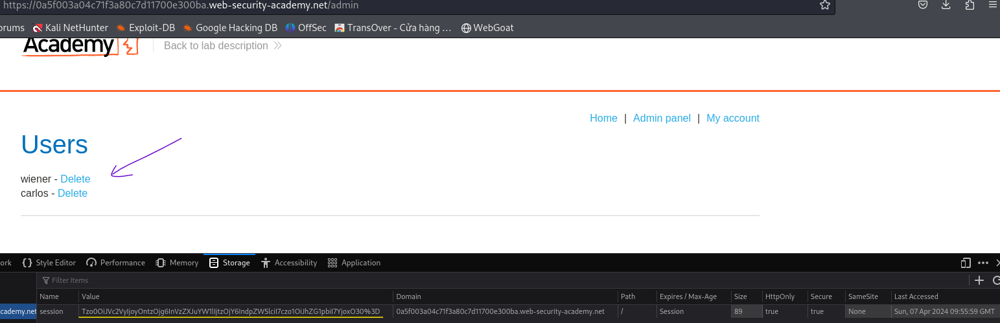 https://0a5f003a04c71f3a80c7d11700e300ba.web-security-academy.net/admin
orums Kali NetHunter Exploit-DB Google Hacking DB OffSec TransOver - Cửa hàng … WebGoat
Academy Back to lab description
Home | Admin panel | My account
Users
wiener - Delete
carlos - Delete
ork Style Editor Performance Memory Storage Accessibility Application
Filter Items
Name Value Domain Path Expires / Max-Age Size HttpOnly Secure SameSite Last Accessed
cademy.net session Tzo0OiJVc2VyIjoyOntzOjg6InVzZXJuYW1lIjtzOjY6IndpZW5lciI7czo1OiJhZG1pbiI7YjoxO30%3D 0a5f003a04c71f3a80c7d11700e300ba.web-security-academy.net / Session 89 true true None Sun, 07 Apr 2024 09:55:59 GMT